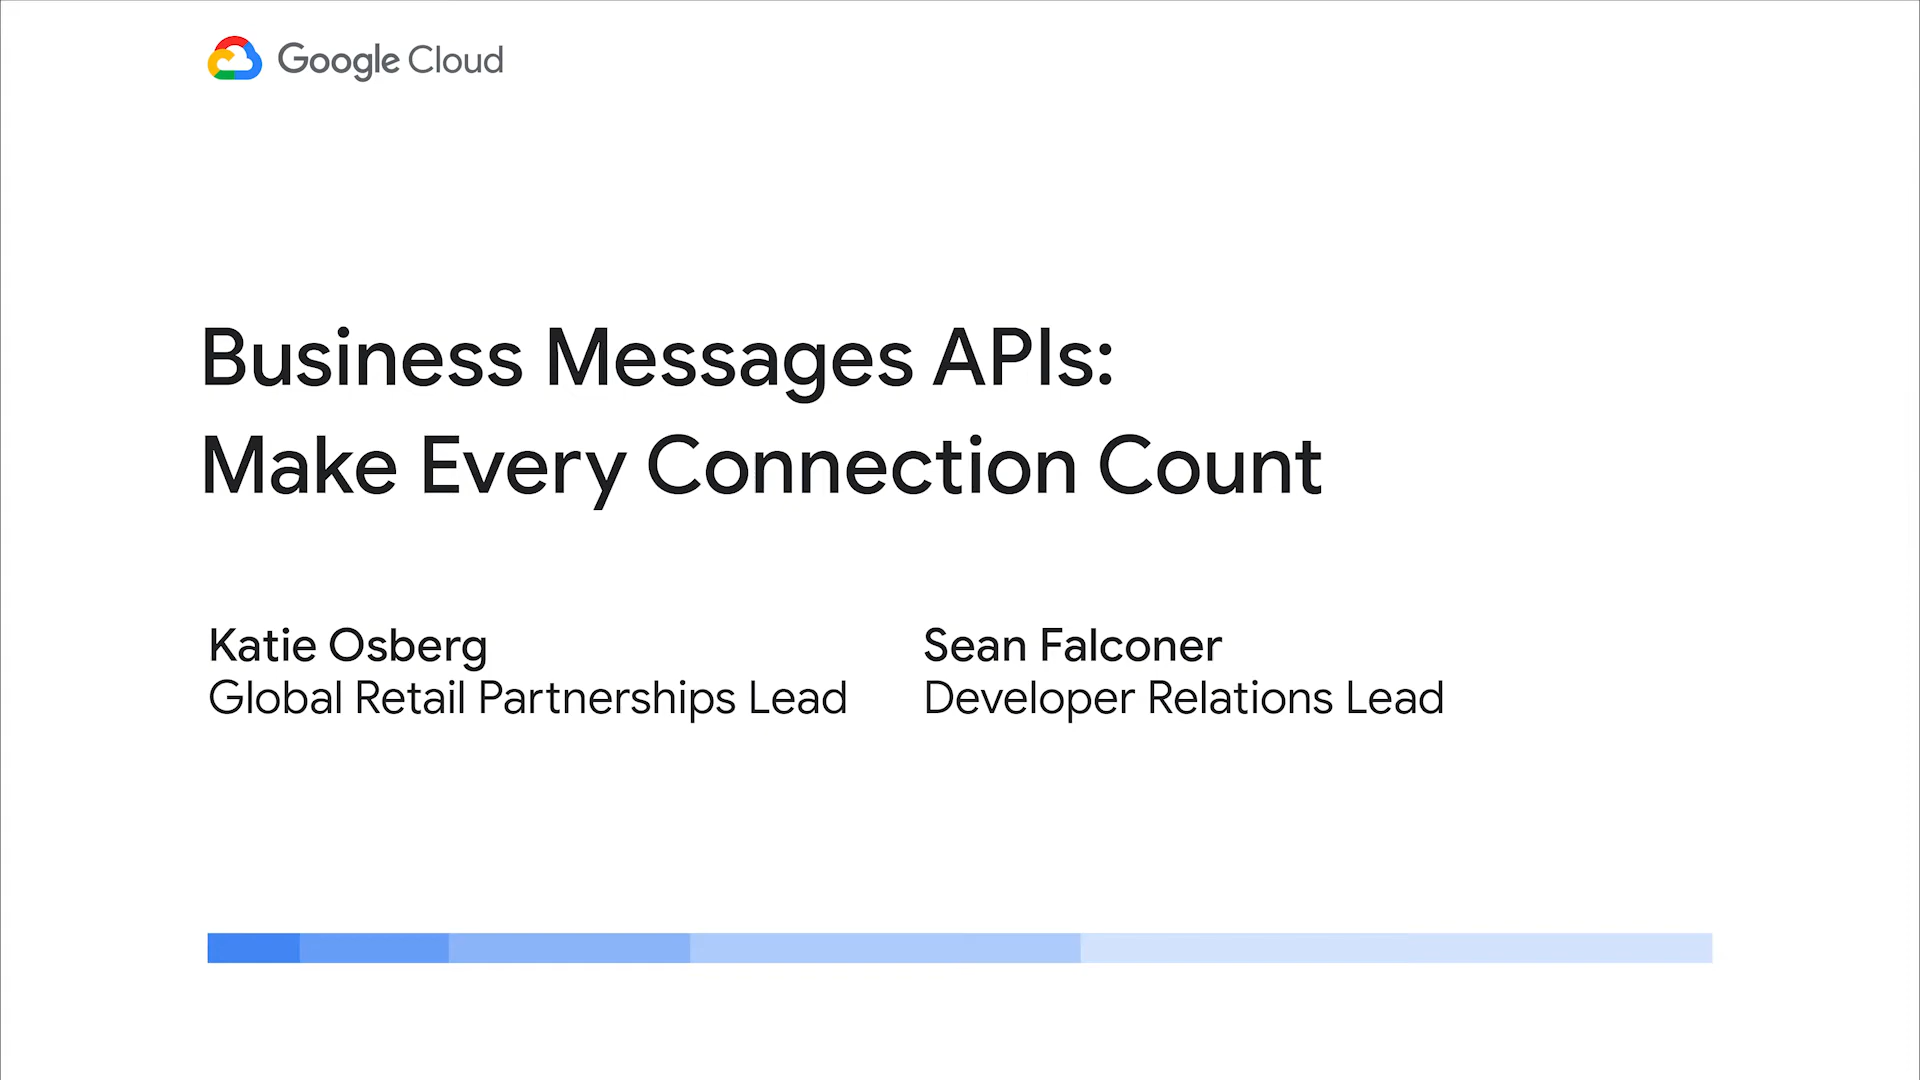 Google Cloud
Business Messages APIs:
Make Every Connection Count
Katie Osberg
Global Retail Partnerships Lead
Sean Falconer
Developer Relations Lead